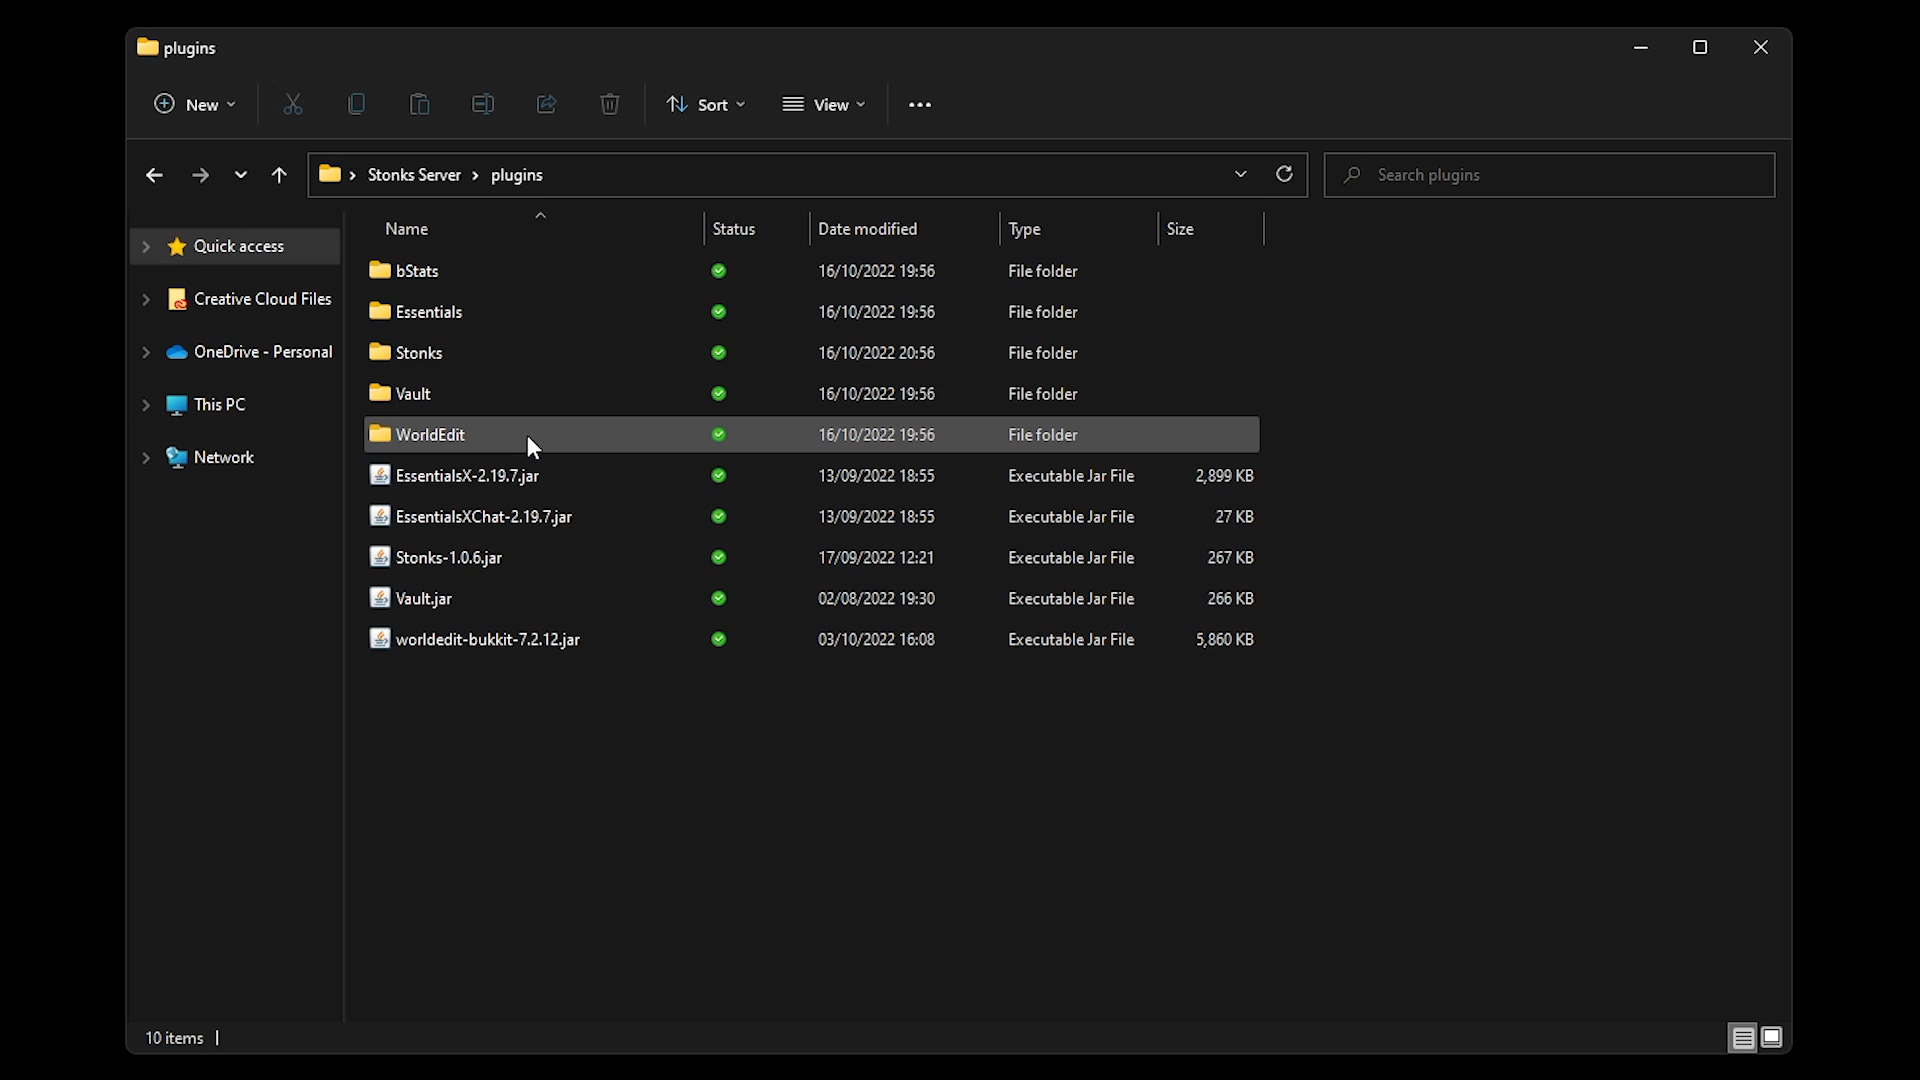 plugins
New
Sort
View
Stonks Server
plugins
Search plugins
Name Status Date modified Type Size
Quick access
Creative Cloud Files
OneDrive - Personal
This PC
Network
bStats 16/10/2022 19:56 File folder
Essentials 16/10/2022 19:56 File folder
Stonks 16/10/2022 20:56 File folder
Vault 16/10/2022 19:56 File folder
WorldEdit 16/10/2022 19:56 File folder
EssentialsX-2.19.7.jar 13/09/2022 18:55 Executable Jar File 2,899 KB
EssentialsXChat-2.19.7.jar 13/09/2022 18:55 Executable Jar File 27 KB
Stonks-1.0.6.jar 17/09/2022 12:21 Executable Jar File 267 KB
Vault.jar 02/08/2022 19:30 Executable Jar File 266 KB
worldedit-bukkit-7.2.12.jar 03/10/2022 16:08 Executable Jar File 5,860 KB
10 items